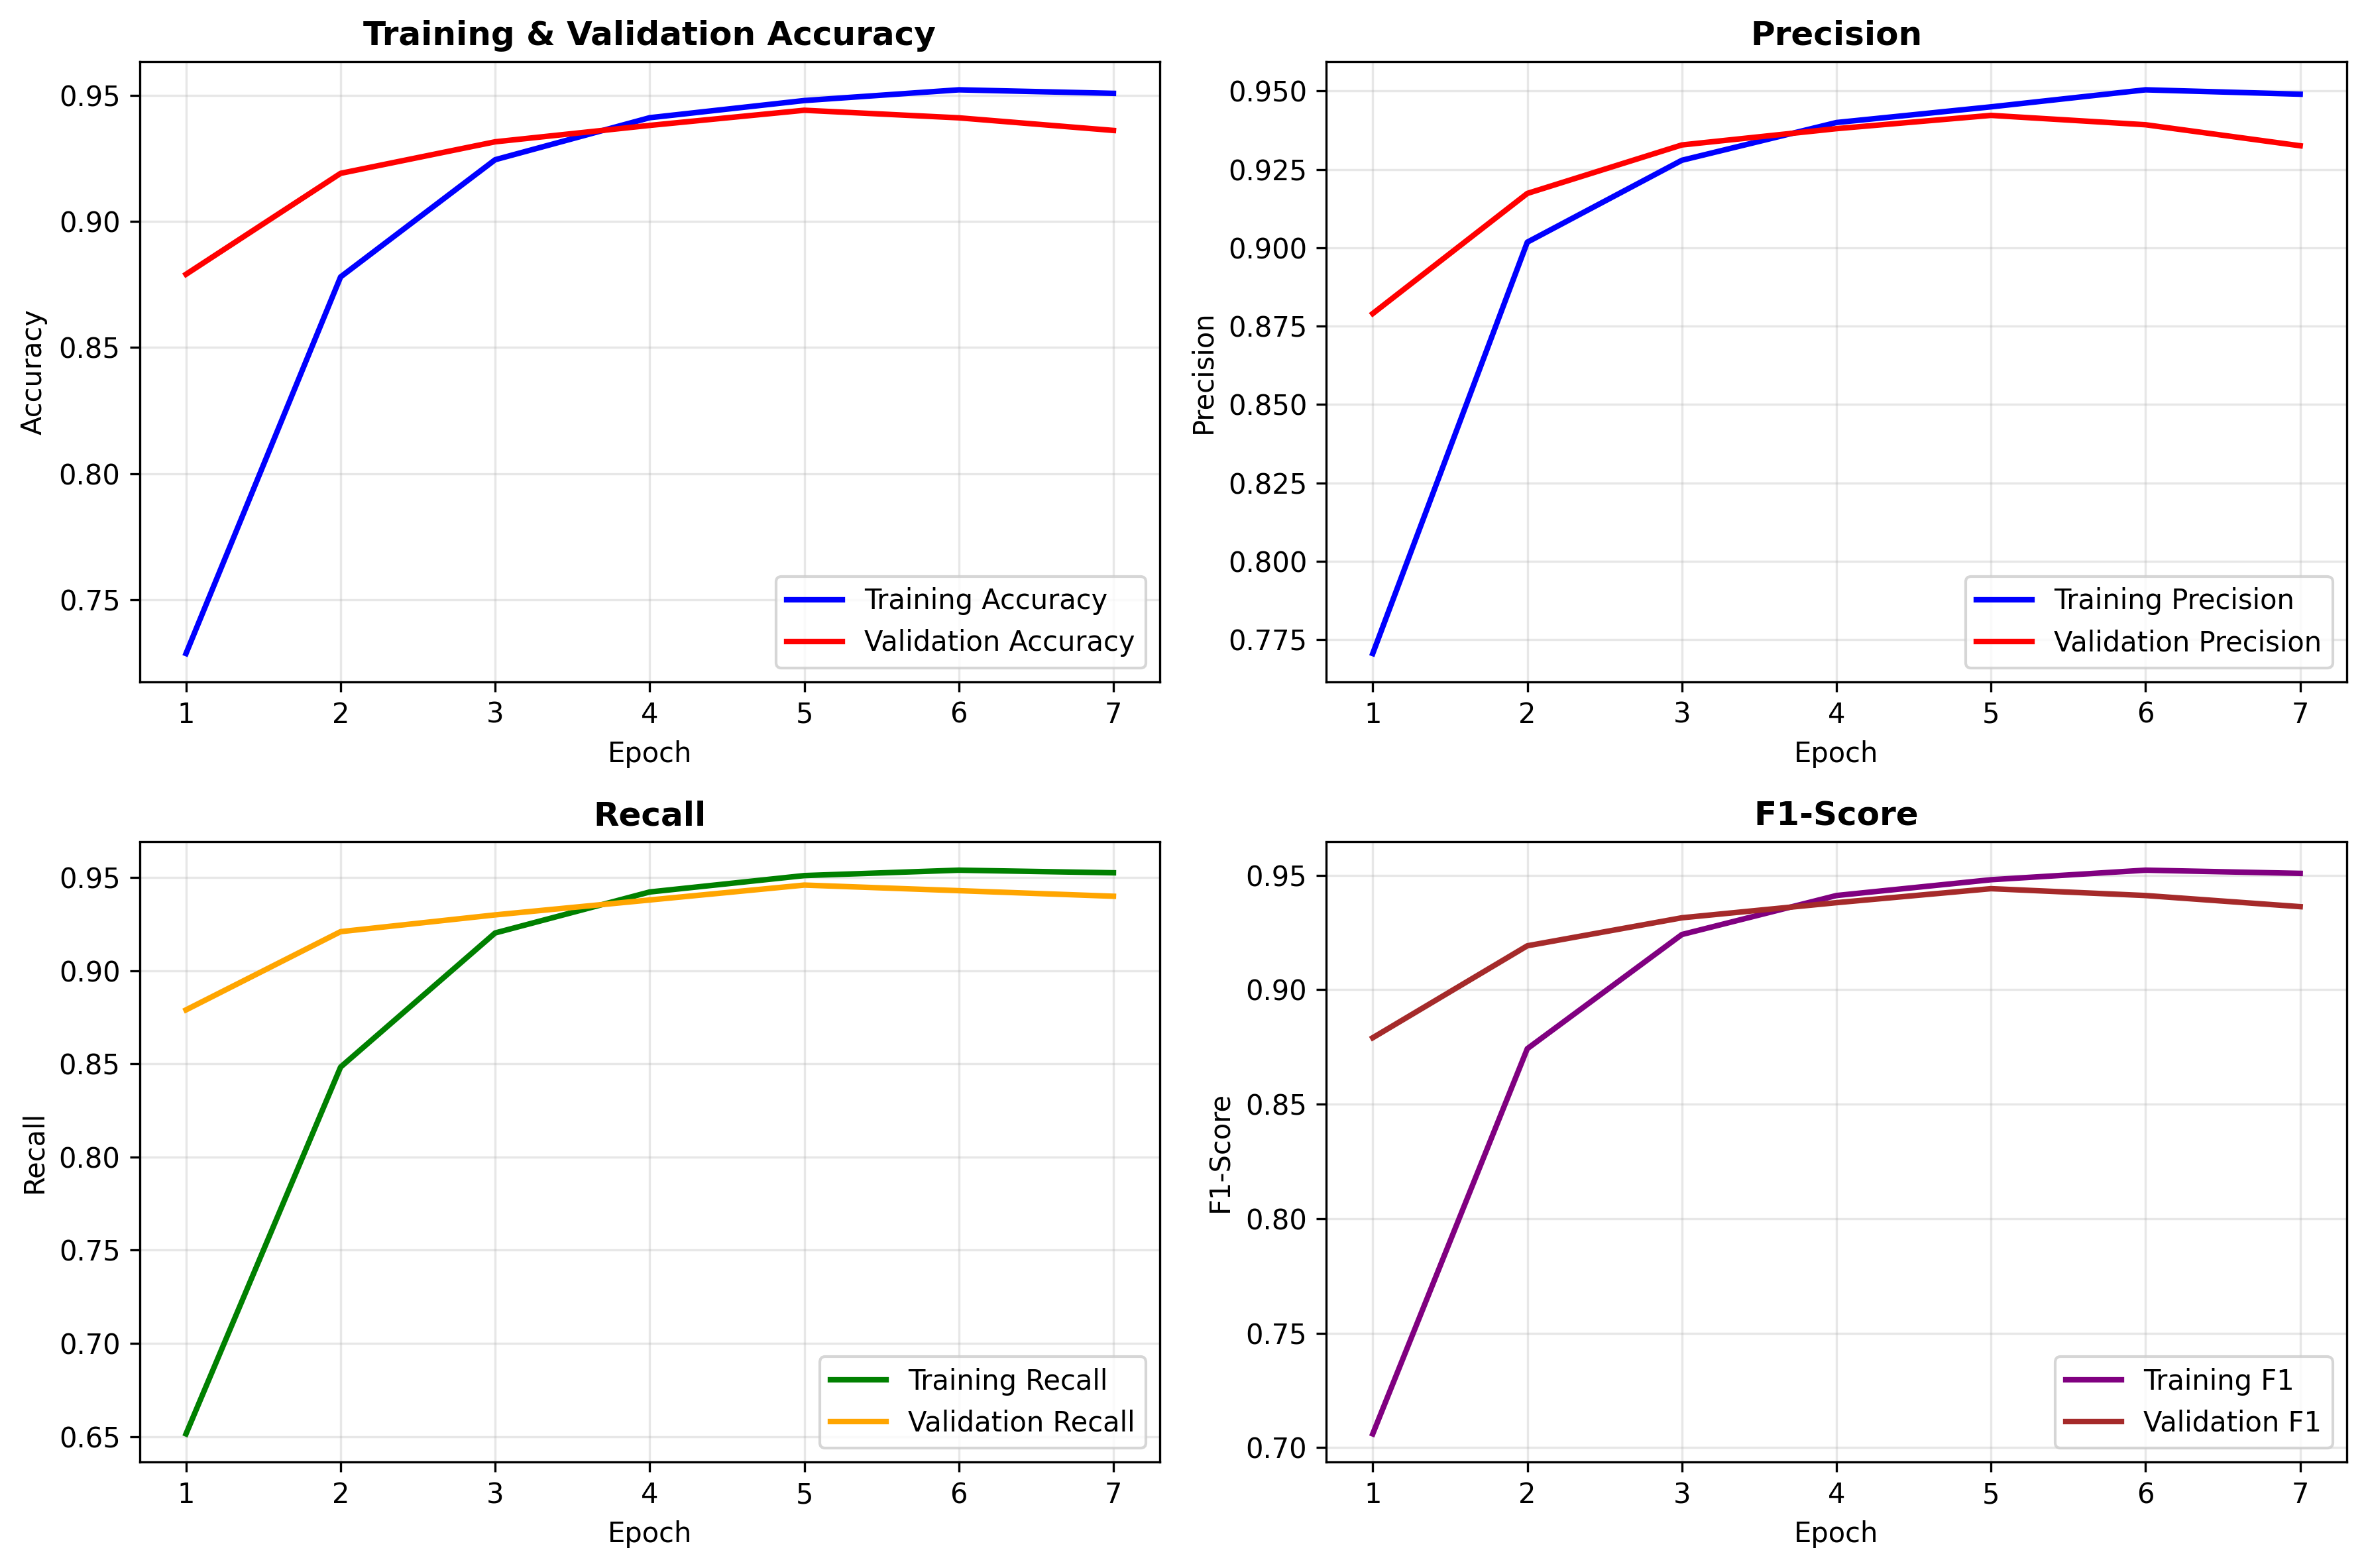 Training & Validation Accuracy
Accuracy
0.95
0.90
0.85
0.80
0.75
Training Accuracy
Validation Accuracy
1 2 3 4 5 6 7
Epoch
Precision
Precision
0.950
0.925
0.900
0.875
0.850
0.825
0.800
0.775
Training Precision
Validation Precision
1 2 3 4 5 6 7
Epoch
Recall
Recall
0.95
0.90
0.85
0.80
0.75
0.70
0.65
Training Recall
Validation Recall
1 2 3 4 5 6 7
Epoch
F1-Score
F1-Score
0.95
0.90
0.85
0.80
0.75
0.70
Training F1
Validation F1
1 2 3 4 5 6 7
Epoch